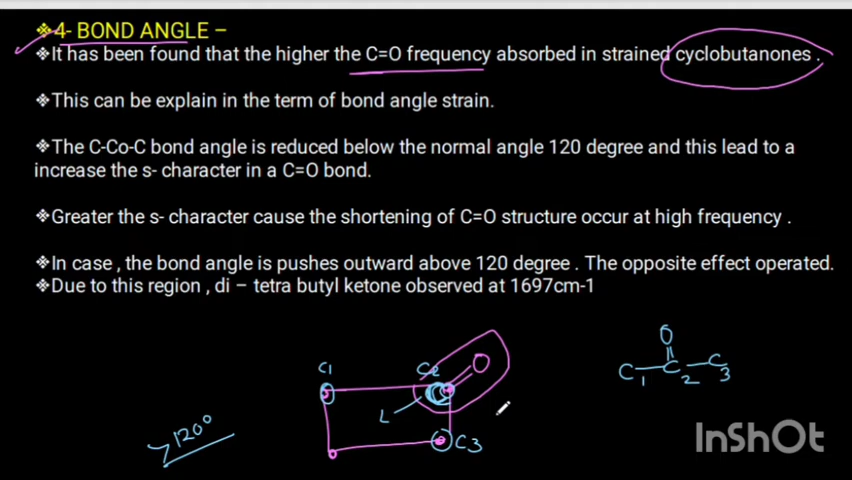 ❖4- BOND ANGLE –
❖It has been found that the higher the C=O frequency absorbed in strained cyclobutanones .
❖This can be explain in the term of bond angle strain.
❖The C-Co-C bond angle is reduced below the normal angle 120 degree and this lead to a
increase the s- character in a C=O bond.
❖Greater the s- character cause the shortening of C=O structure occur at high frequency .
❖In case , the bond angle is pushes outward above 120 degree . The opposite effect operated.
❖Due to this region , di – tetra butyl ketone observed at 1697cm-1
O
C1 C2 O
C1 C2 C3
L
120°
C3
InShOt